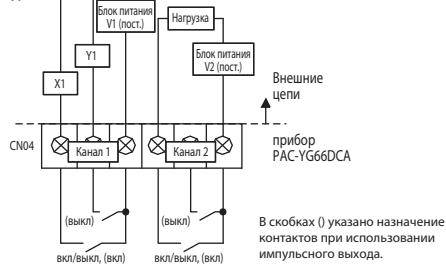 Блок питания
V1 (пост.)
Нагрузка
Y1
Блок питания
V2 (пост.)
X1
Внешние
цепи
CN04
Канал 1
Канал 2
прибор
PAC-YG66DCA
(выкл)
(выкл)
В скобках () указано назначение
контактов при использовании
импульсного выхода.
вкл/выкл, (вкл)
вкл/выкл, (вкл)